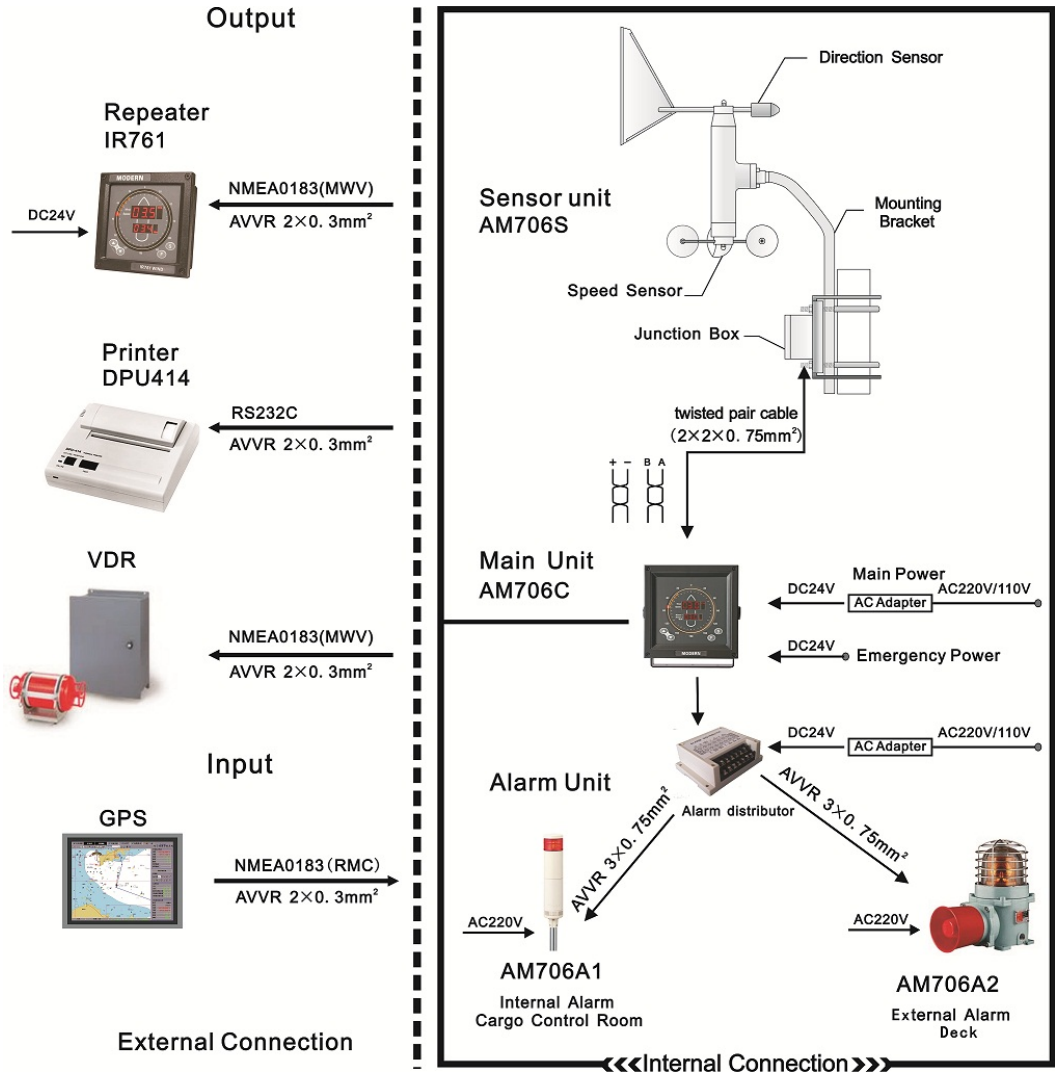 Output
Repeater
IR761
MODERN
DC24V
NMEA0183(MWV)
AVVR 2×0.3mm²
Printer
DPU414
RS232C
AVVR 2×0.3mm²
VDR
NMEA0183(MWV)
AVVR 2×0.3mm²
Input
GPS
NMEA0183(RMC)
AVVR 2×0.3mm²
External Connection
Direction Sensor
Sensor unit
AM706S
Mounting
Bracket
Speed Sensor
Junction Box
twisted pair cable
(2×2×0.75mm²)
+ − B A
Main Unit
AM706C
MODERN
Main Power
DC24V AC Adapter AC220V/110V
DC24V Emergency Power
DC24V AC Adapter AC220V/110V
Alarm Unit
Alarm distributor
AVVR 3×0.75mm²
AVVR 3×0.75mm²
AC220V
AC220V
AM706A1
Internal Alarm
Cargo Control Room
AM706A2
External Alarm
Deck
Internal Connection